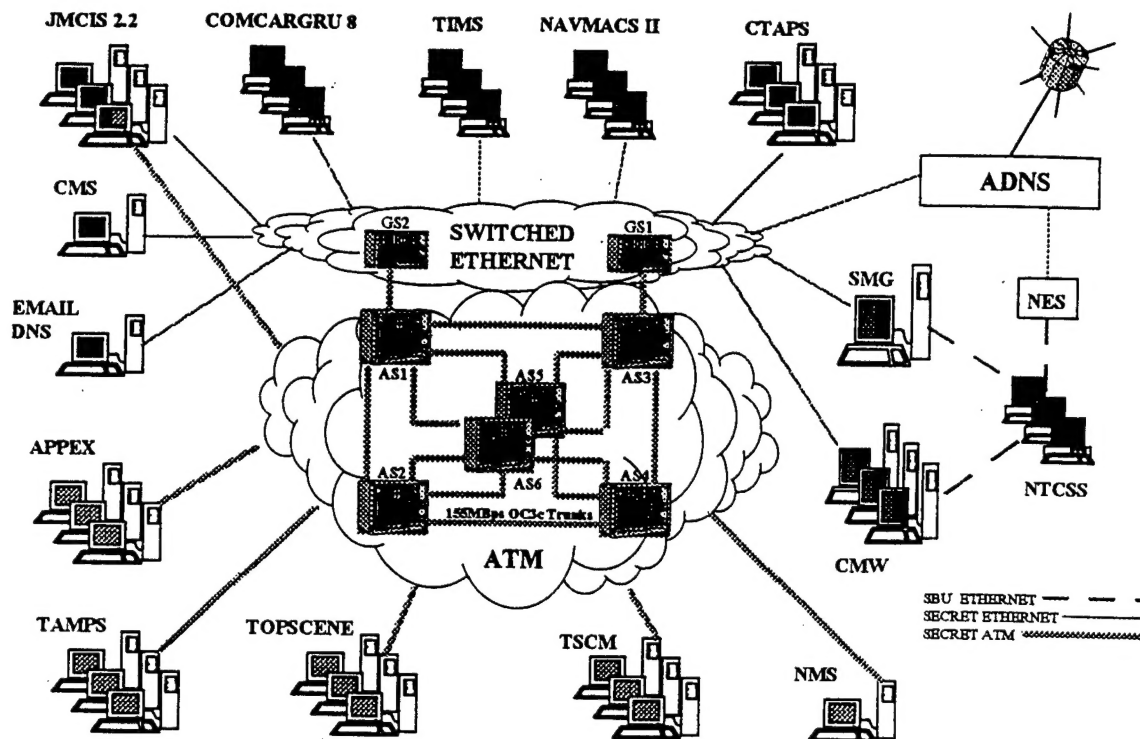 JMCIS 2.2
COMCARGRU 8
TIMS
NAVMACS II
CTAPS
ADNS
CMS
GS2
SWITCHED
ETHERNET
GS1
SMG
NES
EMAIL
DNS
AS1
AS5
AS3
APPEX
AS2
AS6
AS4
155MBps OC3c Trunks
NTCSS
ATM
CMW
SBU ETHERNET
SECRET ETHERNET
SECRET ATM
TAMPS
TOPSCENE
TSCM
NMS